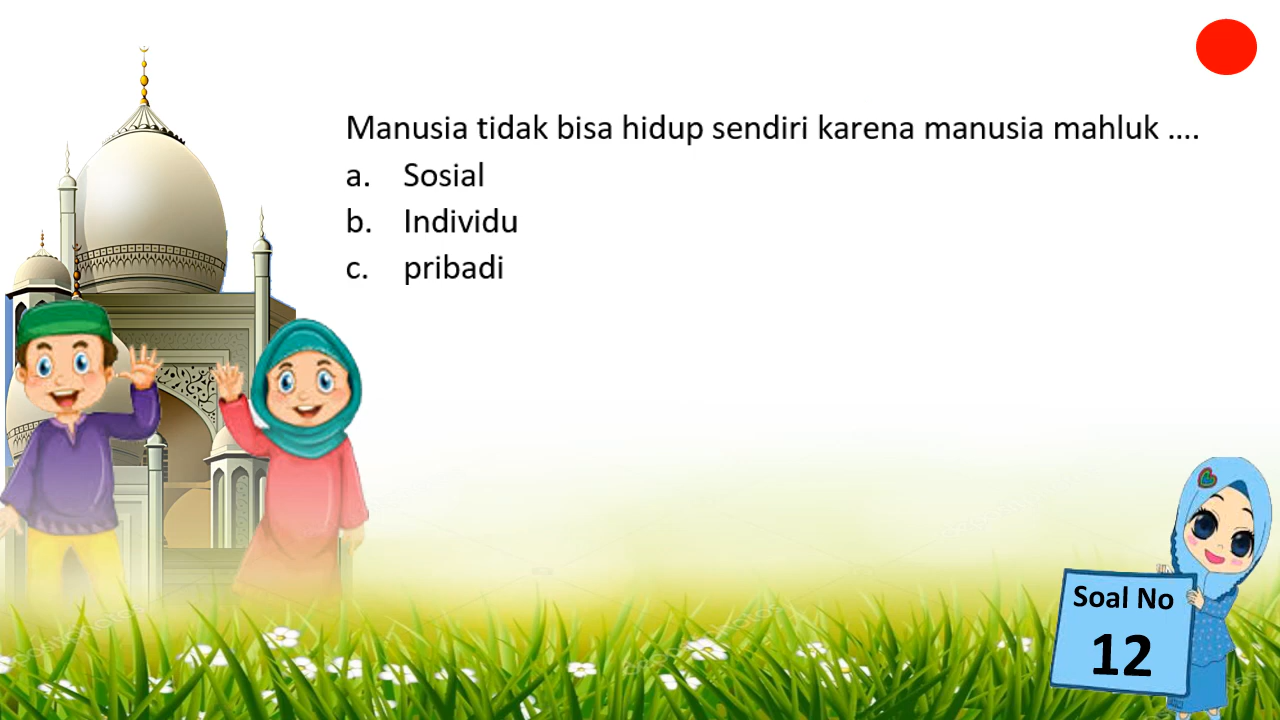 Manusia tidak bisa hidup sendiri karena manusia mahluk ....
a. Sosial
b. Individu
c. pribadi
Soal No
12